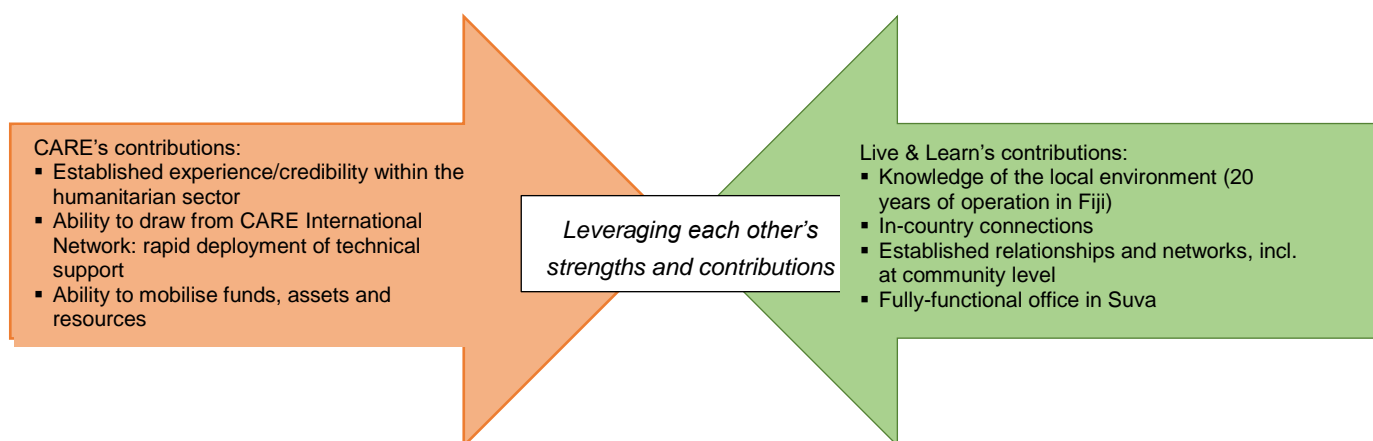 CARE's contributions:
▪ Established experience/credibility within the
humanitarian sector
▪ Ability to draw from CARE International
Network: rapid deployment of technical
support
▪ Ability to mobilise funds, assets and
resources
Leveraging each other's
strengths and contributions
Live & Learn's contributions:
▪ Knowledge of the local environment (20
years of operation in Fiji)
▪ In-country connections
▪ Established relationships and networks, incl.
at community level
▪ Fully-functional office in Suva